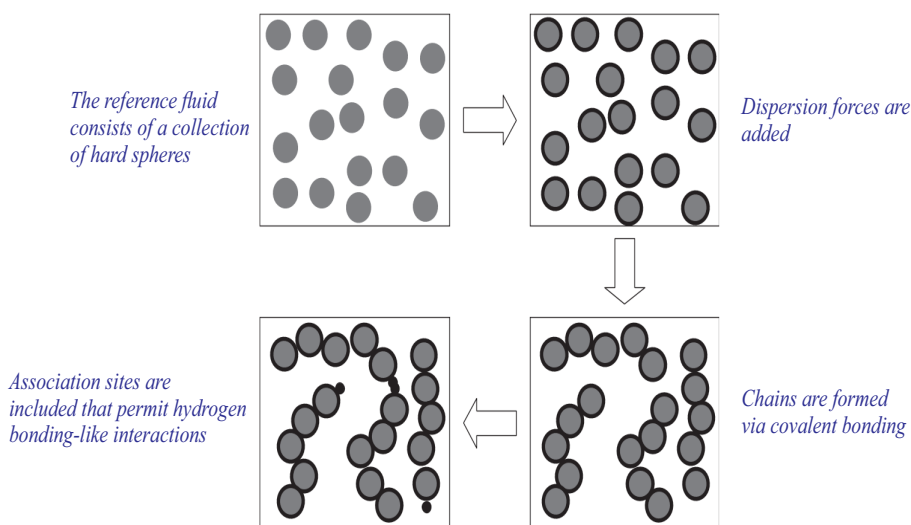 The reference fluid
consists of a collection
of hard spheres
Dispersion forces are
added
Chains are formed
via covalent bonding
Association sites are
included that permit hydrogen
bonding-like interactions